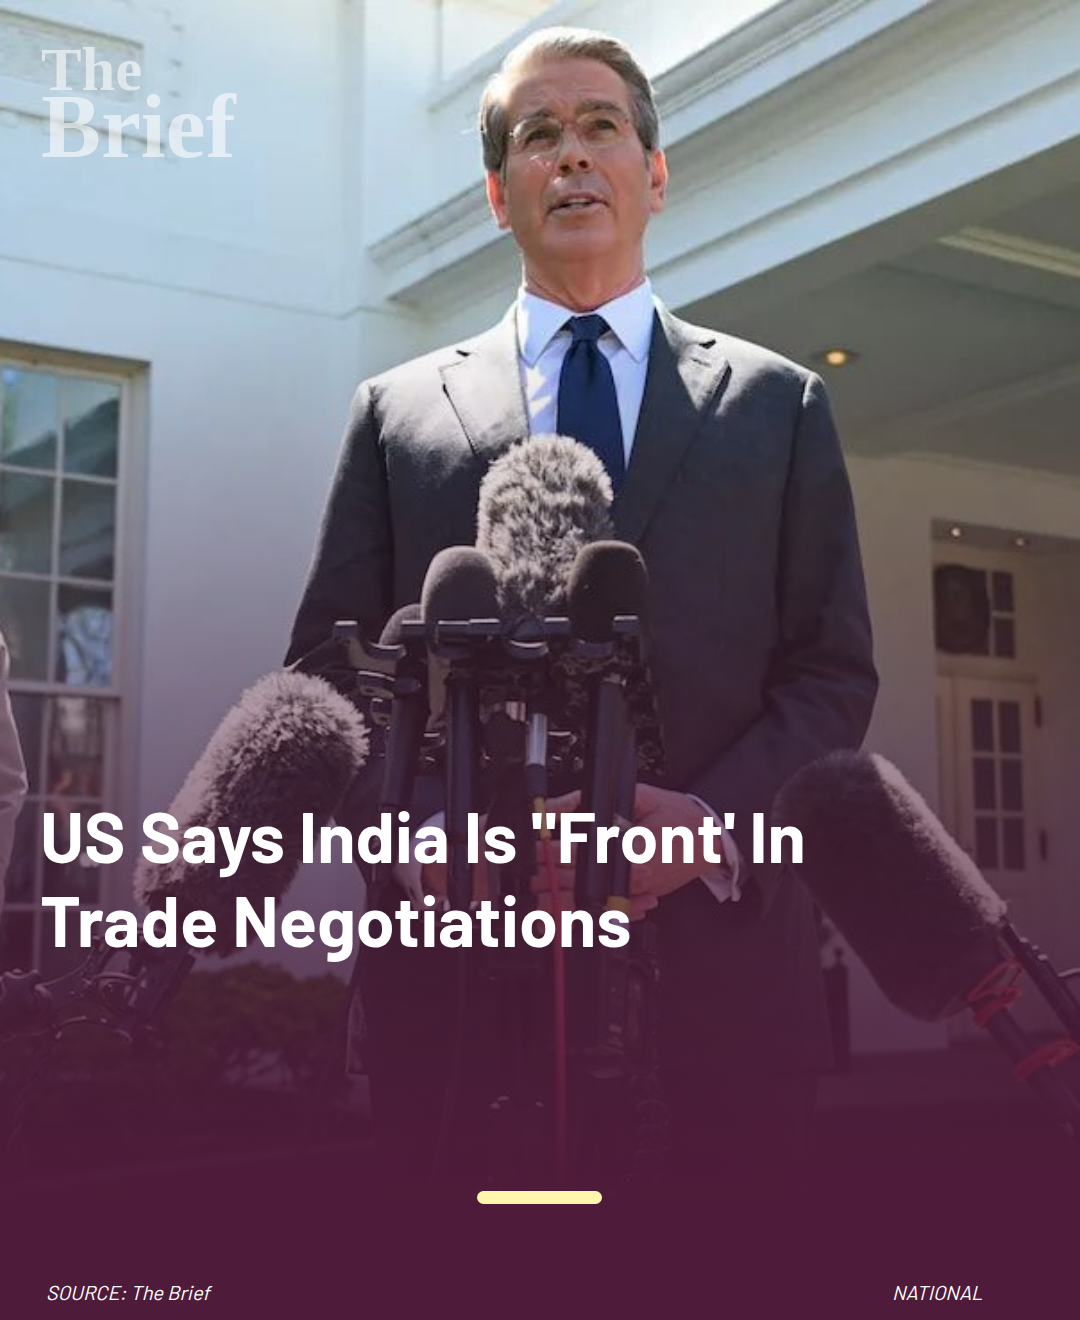 The
Brief
US Says India Is "Front' In
Trade Negotiations
SOURCE: The Brief
NATIONAL